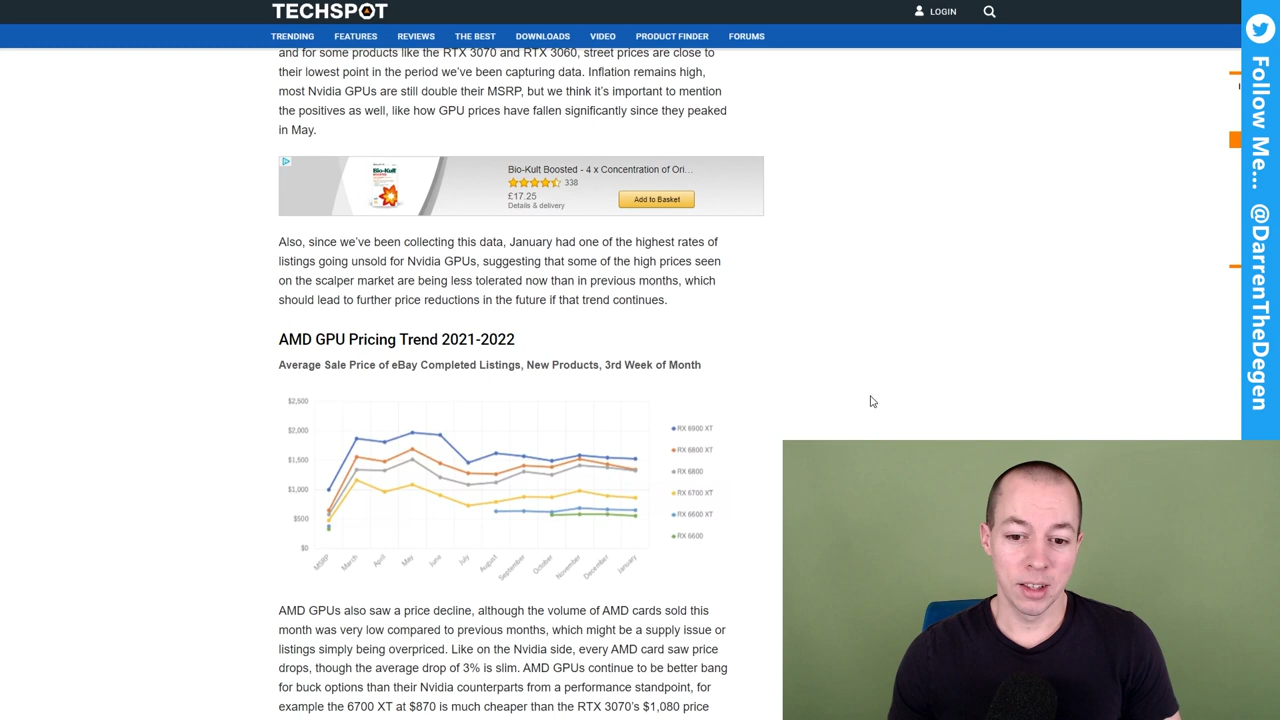 TECHSPOT
LOGIN
TRENDING FEATURES REVIEWS THE BEST DOWNLOADS VIDEO PRODUCT FINDER FORUMS
and for some products like the RTX 3070 and RTX 3060, street prices are close to
their lowest point in the period we've been capturing data. Inflation remains high,
most Nvidia GPUs are still double their MSRP, but we think it's important to mention
the positives as well, like how GPU prices have fallen significantly since they peaked
in May.
Bio-Kult
Bio-Kult Boosted - 4 x Concentration of Ori...
338
£17.25
Details & delivery
Add to Basket
Also, since we've been collecting this data, January had one of the highest rates of
listings going unsold for Nvidia GPUs, suggesting that some of the high prices seen
on the scalper market are being less tolerated now than in previous months, which
should lead to further price reductions in the future if that trend continues.
AMD GPU Pricing Trend 2021-2022
Average Sale Price of eBay Completed Listings, New Products, 3rd Week of Month
$2,500
$2,000
$1,500
$1,000
$500
$0
MSRP March April May June July August September October November December January
RX 6900 XT
RX 6800 XT
RX 6800
RX 6700 XT
RX 6600 XT
RX 6600
AMD GPUs also saw a price decline, although the volume of AMD cards sold this
month was very low compared to previous months, which might be a supply issue or
listings simply being overpriced. Like on the Nvidia side, every AMD card saw price
drops, though the average drop of 3% is slim. AMD GPUs continue to be better bang
for buck options than their Nvidia counterparts from a performance standpoint, for
example the 6700 XT at $870 is much cheaper than the RTX 3070's $1,080 price
Follow Me... @DarrenTheDegen